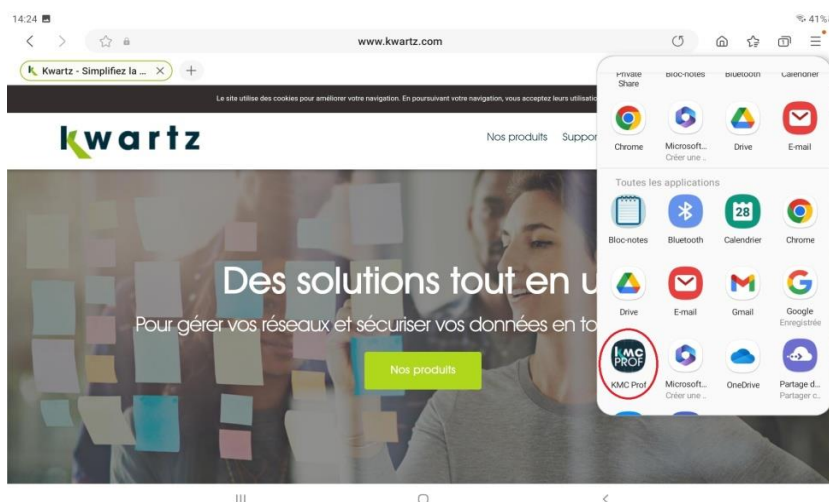 14:24
41%
www.kwartz.com
Kwartz - Simplifiez la ...
Le site utilise des cookies pour améliorer votre navigation. En poursuivant votre navigation, vous acceptez leurs
kwartz
Nos produits
Des solutions tout en
Pour gérer vos réseaux et sécuriser vos données en
Nos produits
Private
Share
Bloc-notes
Bluetooth
Calendrier
Chrome
Microsoft...
Créer une ..
Drive
E-mail
Toutes les applications
28
Bloc-notes
Bluetooth
Calendrier
Chrome
Drive
E-mail
Gmail
Google
Enregistrée
KMC
PROF
KMC Prof
Microsoft...
Créer une ..
OneDrive
Partage d...
Partager c..